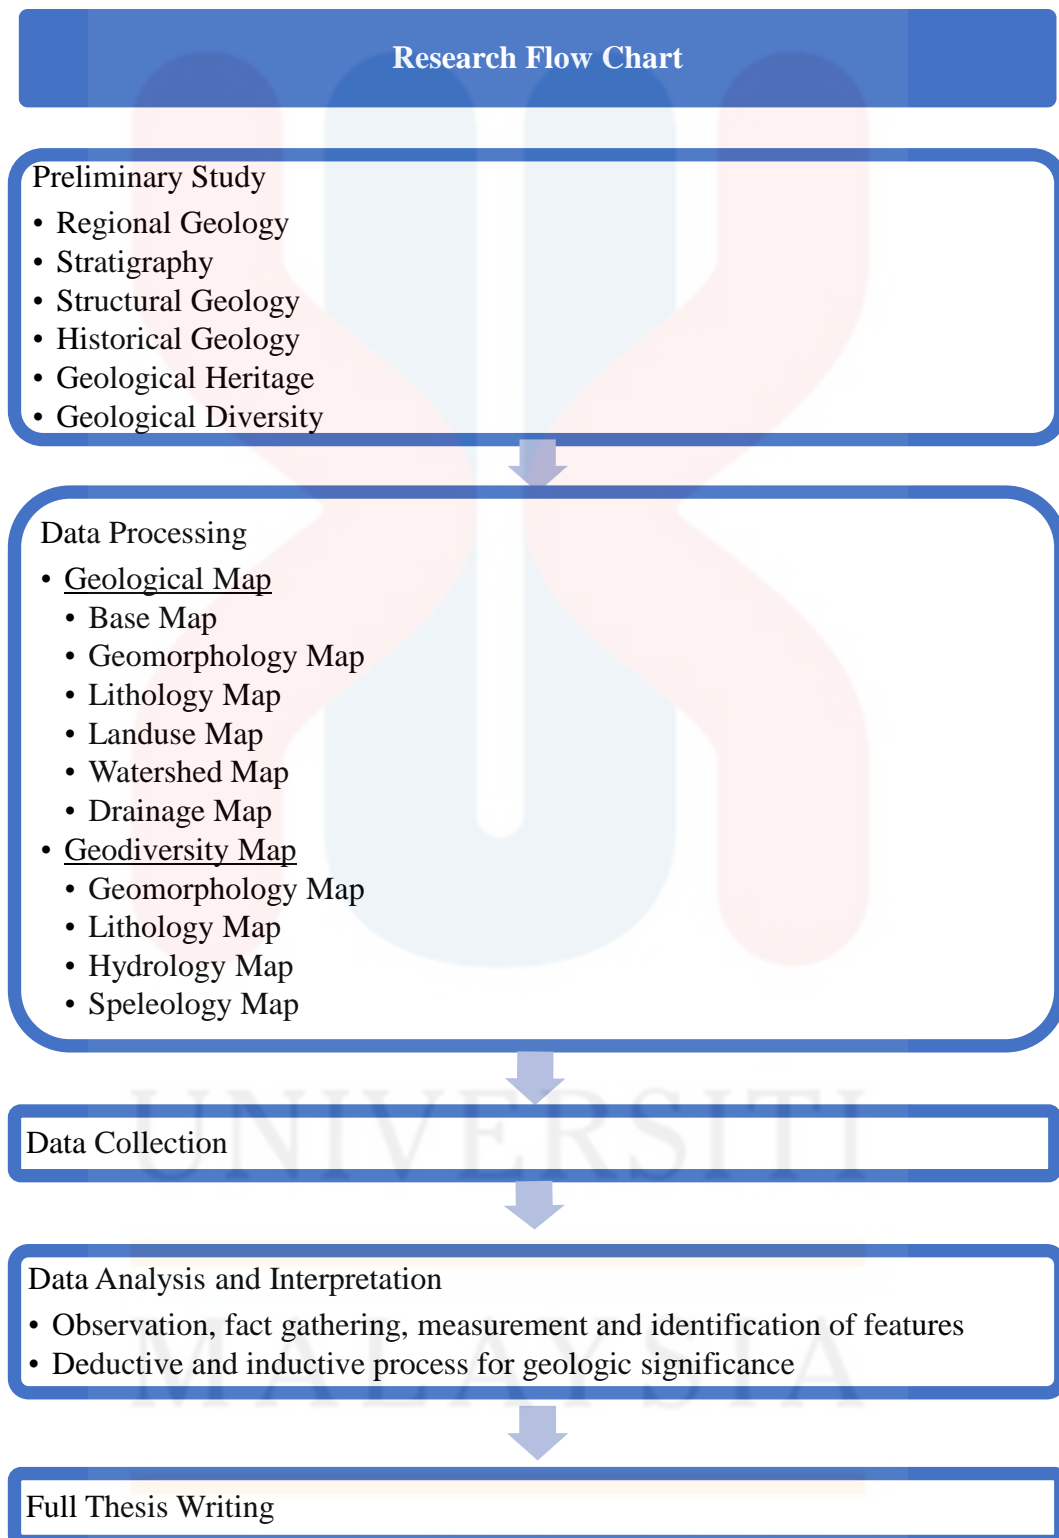 Research Flow Chart
Preliminary Study
• Regional Geology
• Stratigraphy
• Structural Geology
• Historical Geology
• Geological Heritage
• Geological Diversity
Data Processing
• Geological Map
• Base Map
• Geomorphology Map
• Lithology Map
• Landuse Map
• Watershed Map
• Drainage Map
• Geodiversity Map
• Geomorphology Map
• Lithology Map
• Hydrology Map
• Speleology Map
UNIVERSITI
Data Collection
Data Analysis and Interpretation
• Observation, fact gathering, measurement and identification of features
• Deductive and inductive process for geologic significance
MALAYSIA
Full Thesis Writing